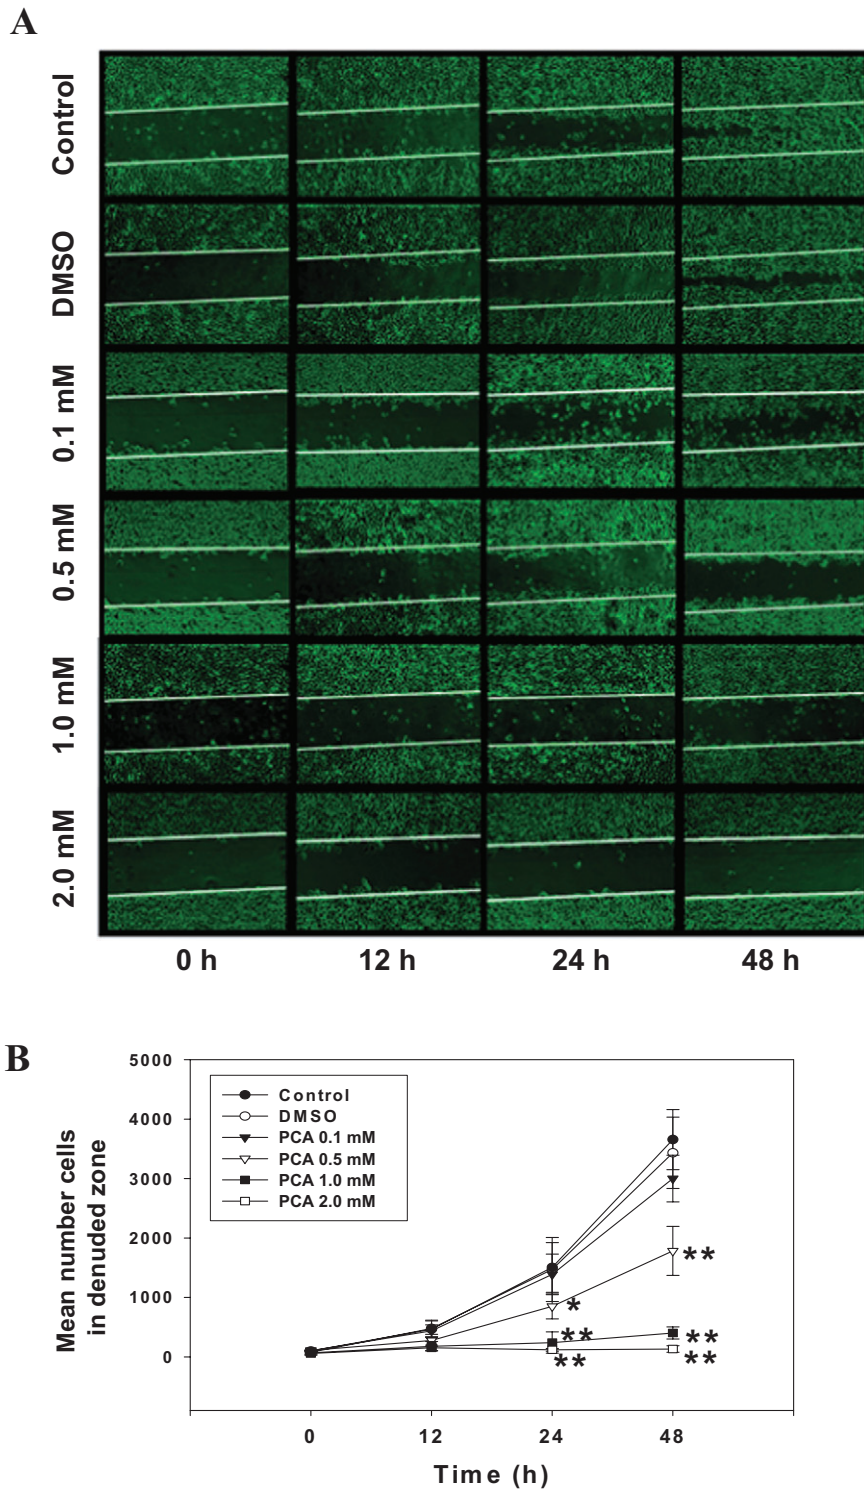 A
Control
DMSO
0.1 mM
0.5 mM
1.0 mM
2.0 mM
0 h
12 h
24 h
48 h
B
5000
4000
3000
2000
1000
0
Mean number cells
in denuded zone
Control
DMSO
PCA 0.1 mM
PCA 0.5 mM
PCA 1.0 mM
PCA 2.0 mM
**
*
**
**
**
**
0
12
24
48
Time (h)